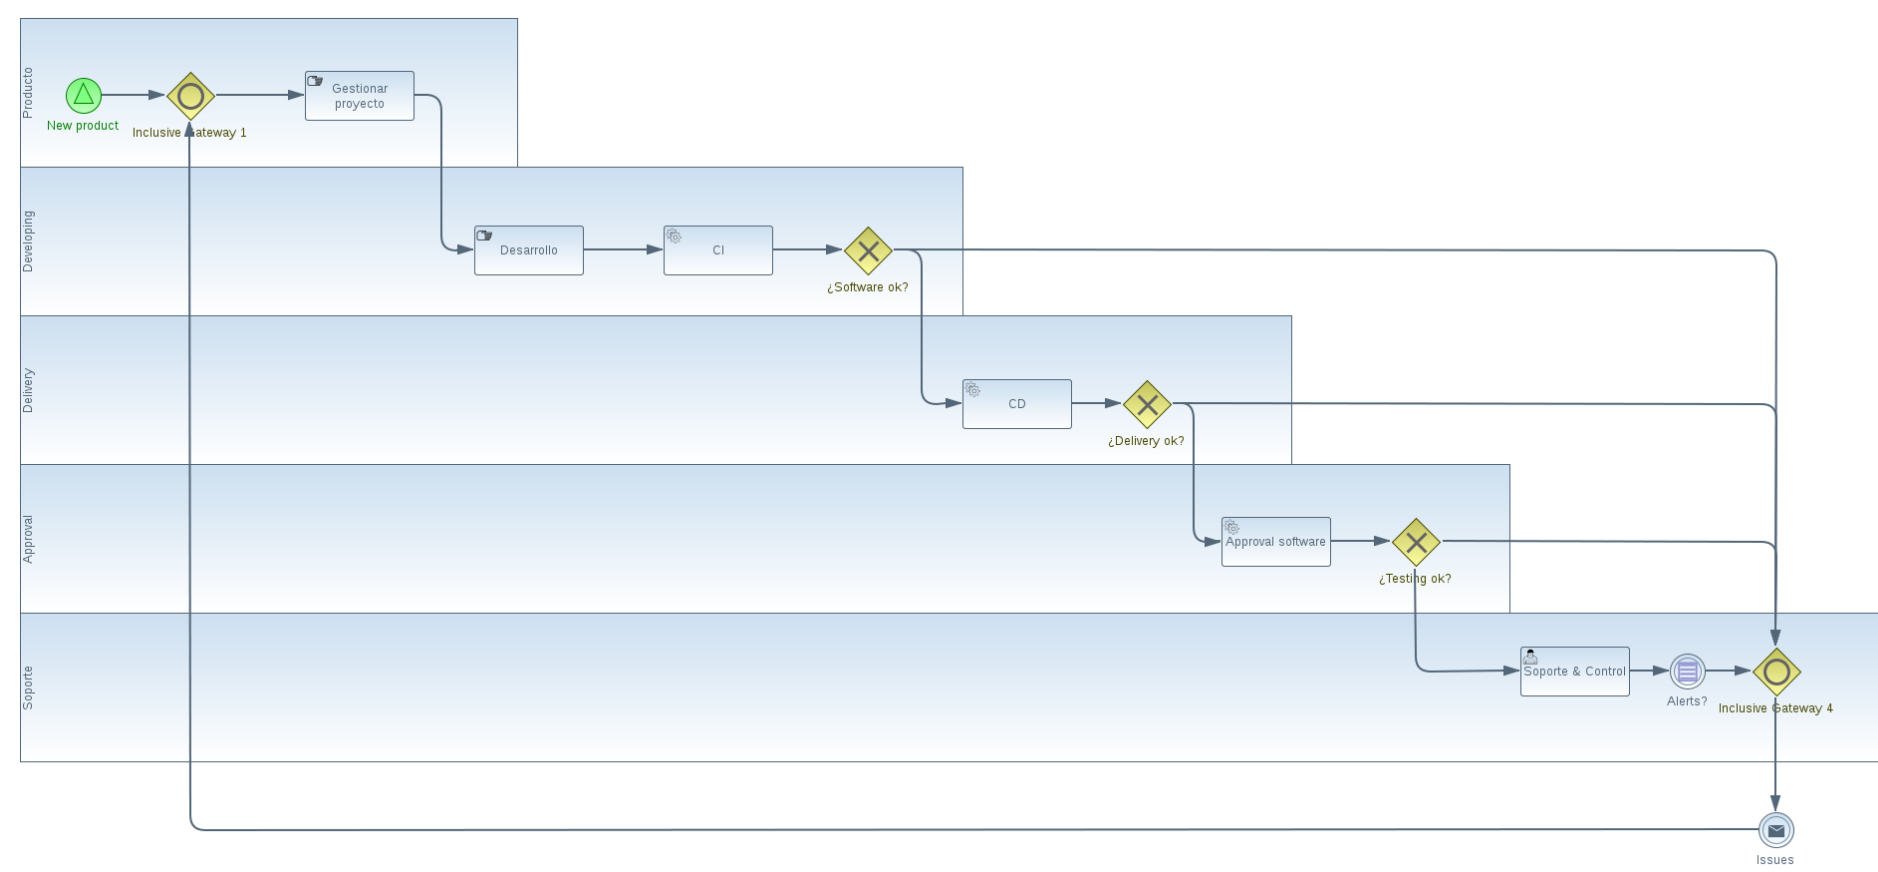 Producto
New product
Inclusive Gateway 1
Gestionar
proyecto
Developing
Desarrollo
CI
¿Software ok?
Delivery
CD
¿Delivery ok?
Approval
Approval software
¿Testing ok?
Soporte
Soporte & Control
Alerts?
Inclusive Gateway 4
Issues